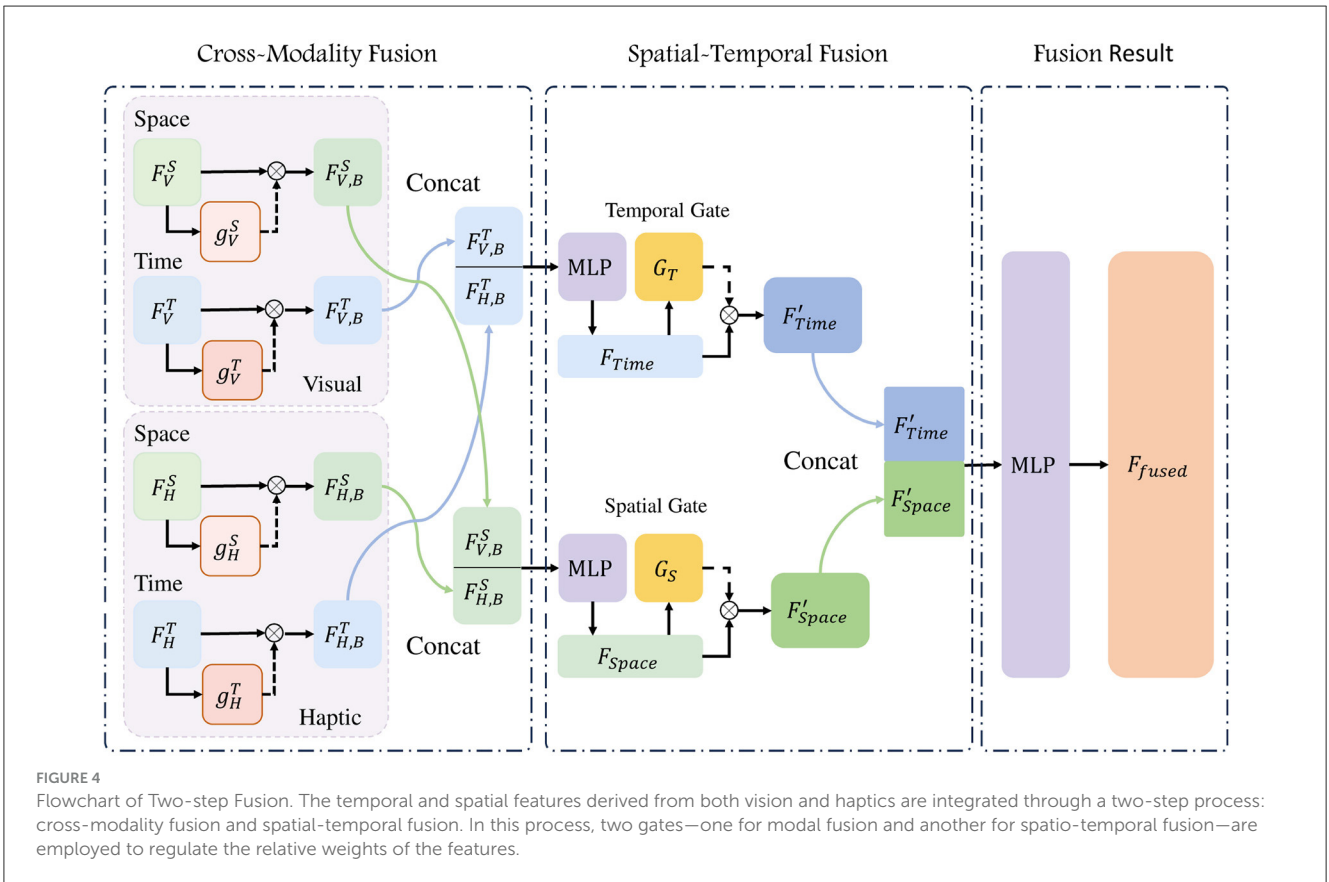 Cross-Modality Fusion
Spatial-Temporal Fusion
Fusion Result
Space
F_V^S
F_{V,B}^S
g_V^S
Time
F_V^T
F_{V,B}^T
g_V^T
Visual
Space
F_H^S
F_{H,B}^S
g_H^S
Time
F_H^T
F_{H,B}^T
g_H^T
Haptic
Concat
F_{V,B}^T
F_{H,B}^T
F_{V,B}^S
F_{H,B}^S
Concat
Temporal Gate
MLP
G_T
F_{Time}
F'_{Time}
Spatial Gate
MLP
G_S
F_{Space}
F'_{Space}
Concat
F'_{Time}
F'_{Space}
MLP
F_{fused}
FIGURE 4
Flowchart of Two-step Fusion. The temporal and spatial features derived from both vision and haptics are integrated through a two-step process:
cross-modality fusion and spatial-temporal fusion. In this process, two gates—one for modal fusion and another for spatio-temporal fusion—are
employed to regulate the relative weights of the features.